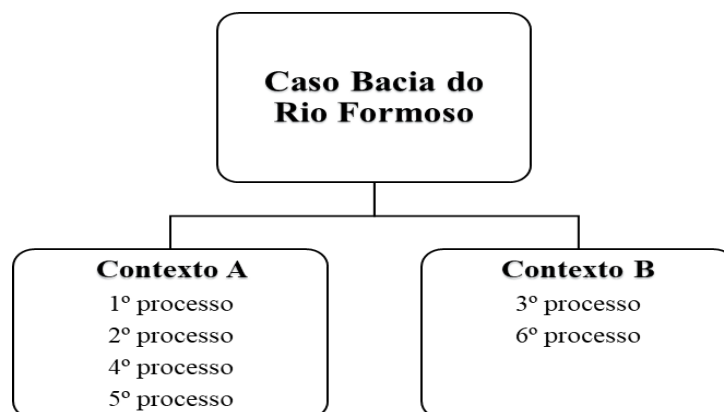 Caso Bacia do
Rio Formoso
Contexto A
1º processo
2º processo
4º processo
5º processo
Contexto B
3º processo
6º processo